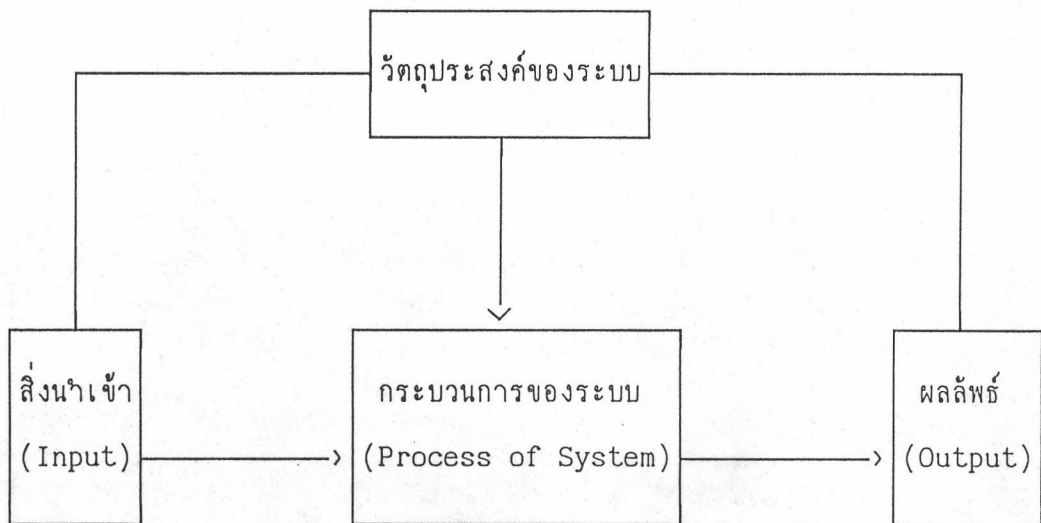 วัตถุประสงค์ของระบบ
สิ่งนำเข้า
(Input)
กระบวนการของระบบ
(Process of System)
ผลลัพธ์
(Output)